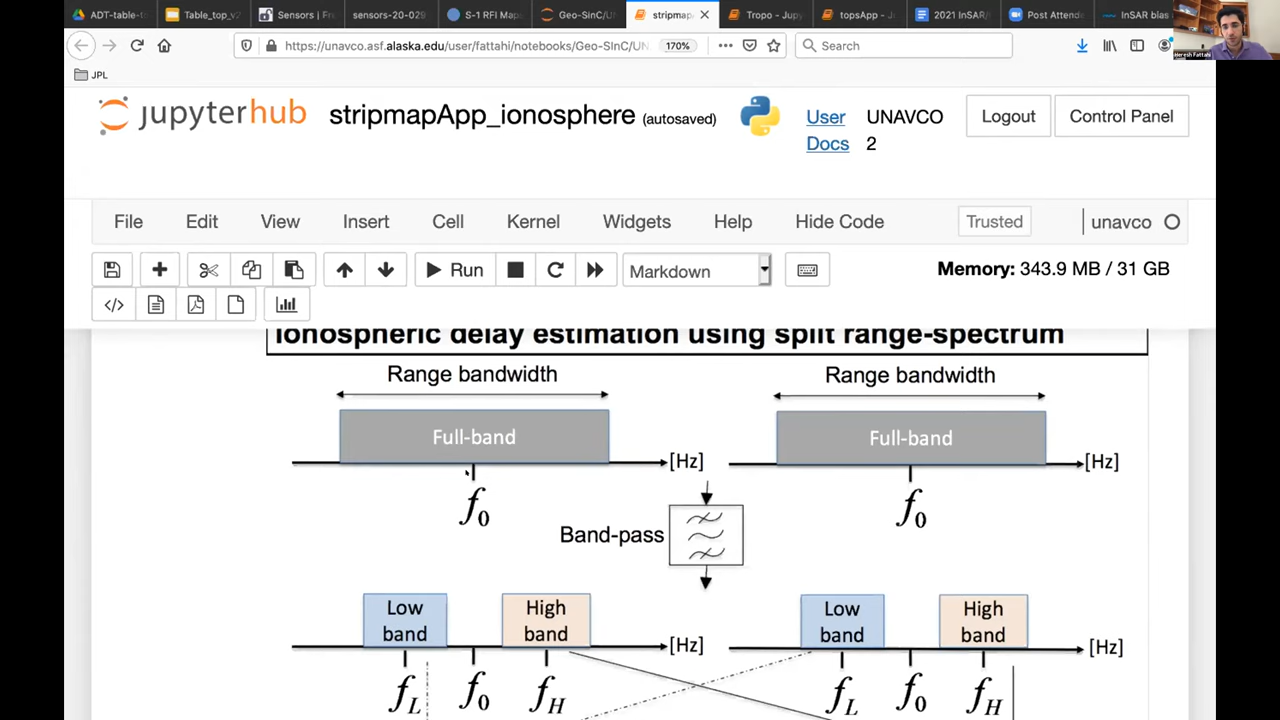 ADT-table-t
Table_top_v2
Sensors | Fre
sensors-20-029
S-1 RFI Map
Geo-SInC/UN
stripmap
Tropo - Jupy
topsApp - J
2021 InSAR/
Post Attend
InSAR bias
https://unavco.asf.alaska.edu/user/fattahi/notebooks/Geo-SInC/UN
170%
Search
JPL
Heresh Fattahi
jupyterhub
stripmapApp_ionosphere (autosaved)
User Docs
UNAVCO 2
Logout
Control Panel
File Edit View Insert Cell Kernel Widgets Help Hide Code
Trusted
unavco
Run
Markdown
Memory: 343.9 MB / 31 GB
Ionospheric delay estimation using split range-spectrum
Range bandwidth Range bandwidth
Full-band [Hz] Full-band [Hz]
f0 f0
Band-pass
Low band High band [Hz] Low band High band [Hz]
fL f0 fH fL f0 fH